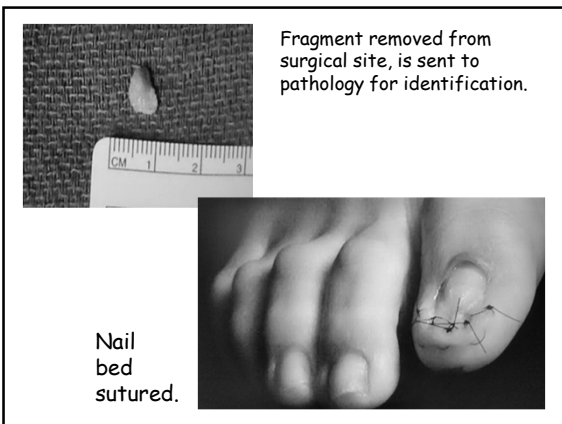 Fragment removed from
surgical site, is sent to
pathology for identification.
CM 1 2 3
Nail
bed
sutured.